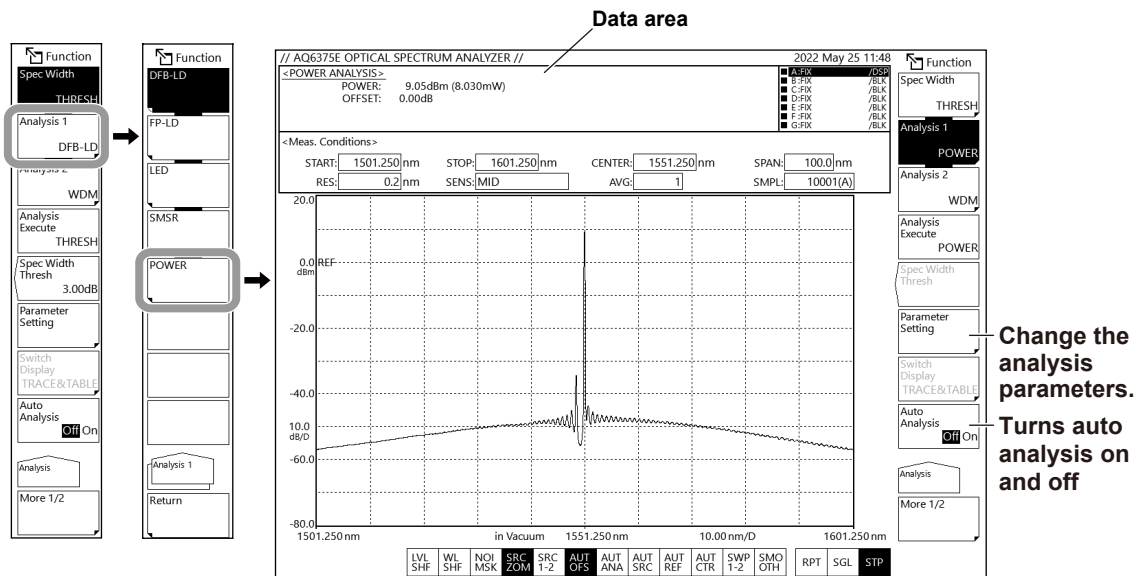 Data area
Function
Spec Width
THRESH
Analysis 1
DFB-LD
Analysis 2
WDM
Analysis
Execute
THRESH
Spec Width
Thresh
3.00dB
Parameter
Setting
Switch
Display
TRACE&TABLE
Auto
Analysis
Off On
Analysis
More 1/2
Function
DFB-LD
FP-LD
LED
SMSR
POWER
Analysis 1
Return
// AQ6375E OPTICAL SPECTRUM ANALYZER // 2022 May 25 11:48
<POWER ANALYSIS>
POWER: 9.05dBm (8.030mW)
OFFSET: 0.00dB
A:FIX /DSP
B:FIX /BLK
C:FIX /BLK
D:FIX /BLK
E:FIX /BLK
F:FIX /BLK
G:FIX /BLK
<Meas. Conditions>
START: 1501.250 nm STOP: 1601.250 nm CENTER: 1551.250 nm SPAN: 100.0 nm
RES: 0.2 nm SENS: MID AVG: 1 SMPL: 10001(A)
20.0
0.0 REF
dBm
-20.0
-40.0
10.0
dB/D
-60.0
-80.0
1501.250 nm in Vacuum 1551.250 nm 10.00 nm/D 1601.250 nm
LVL SHF WL SHF NOI MSK SRC ZOM SRC 1-2 AUT OFS AUT ANA AUT SRC AUT REF AUT CTR SWP 1-2 SMO OTH RPT SGL STP
Function
Spec Width
THRESH
Analysis 1
POWER
Analysis 2
WDM
Analysis
Execute
POWER
Spec Width
Thresh
Parameter
Setting
Switch
Display
TRACE&TABLE
Auto
Analysis
Off On
Analysis
More 1/2
Change the
analysis
parameters.
Turns auto
analysis on
and off